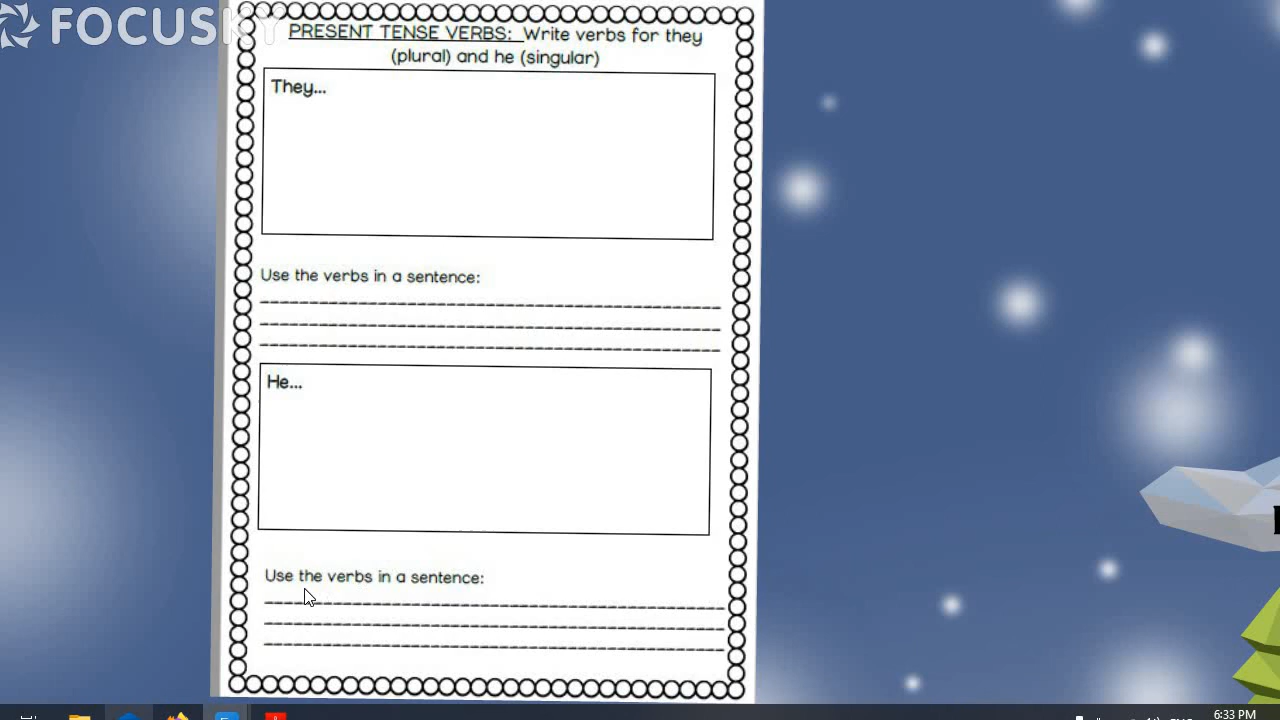 FOCUSKY
PRESENT TENSE VERBS: Write verbs for they
(plural) and he (singular)
They...
Use the verbs in a sentence:
He...
Use the verbs in a sentence:
6:33 PM